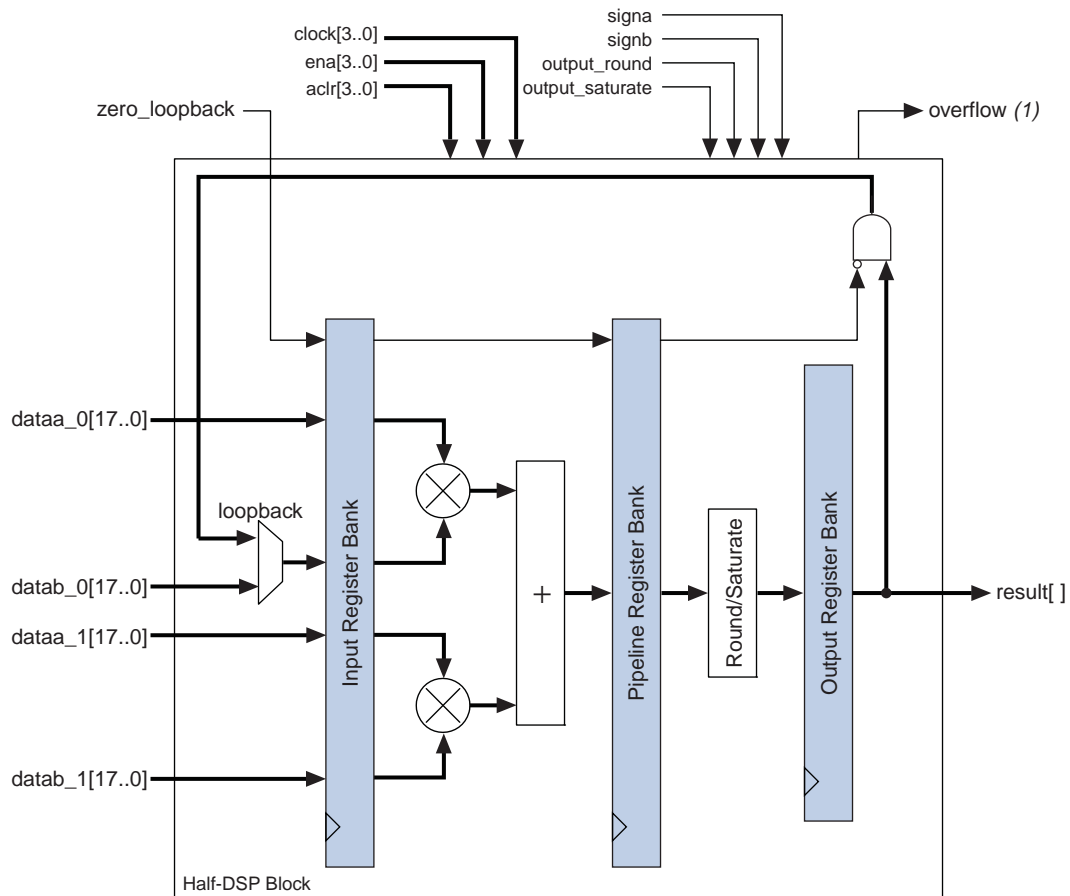 signa
clock[3..0]
signb
ena[3..0]
output_round
aclr[3..0]
output_saturate
zero_loopback
overflow (1)
dataa_0[17..0]
loopback
datab_0[17..0]
dataa_1[17..0]
datab_1[17..0]
Input Register Bank
+
Pipeline Register Bank
Round/Saturate
Output Register Bank
result[ ]
Half-DSP Block